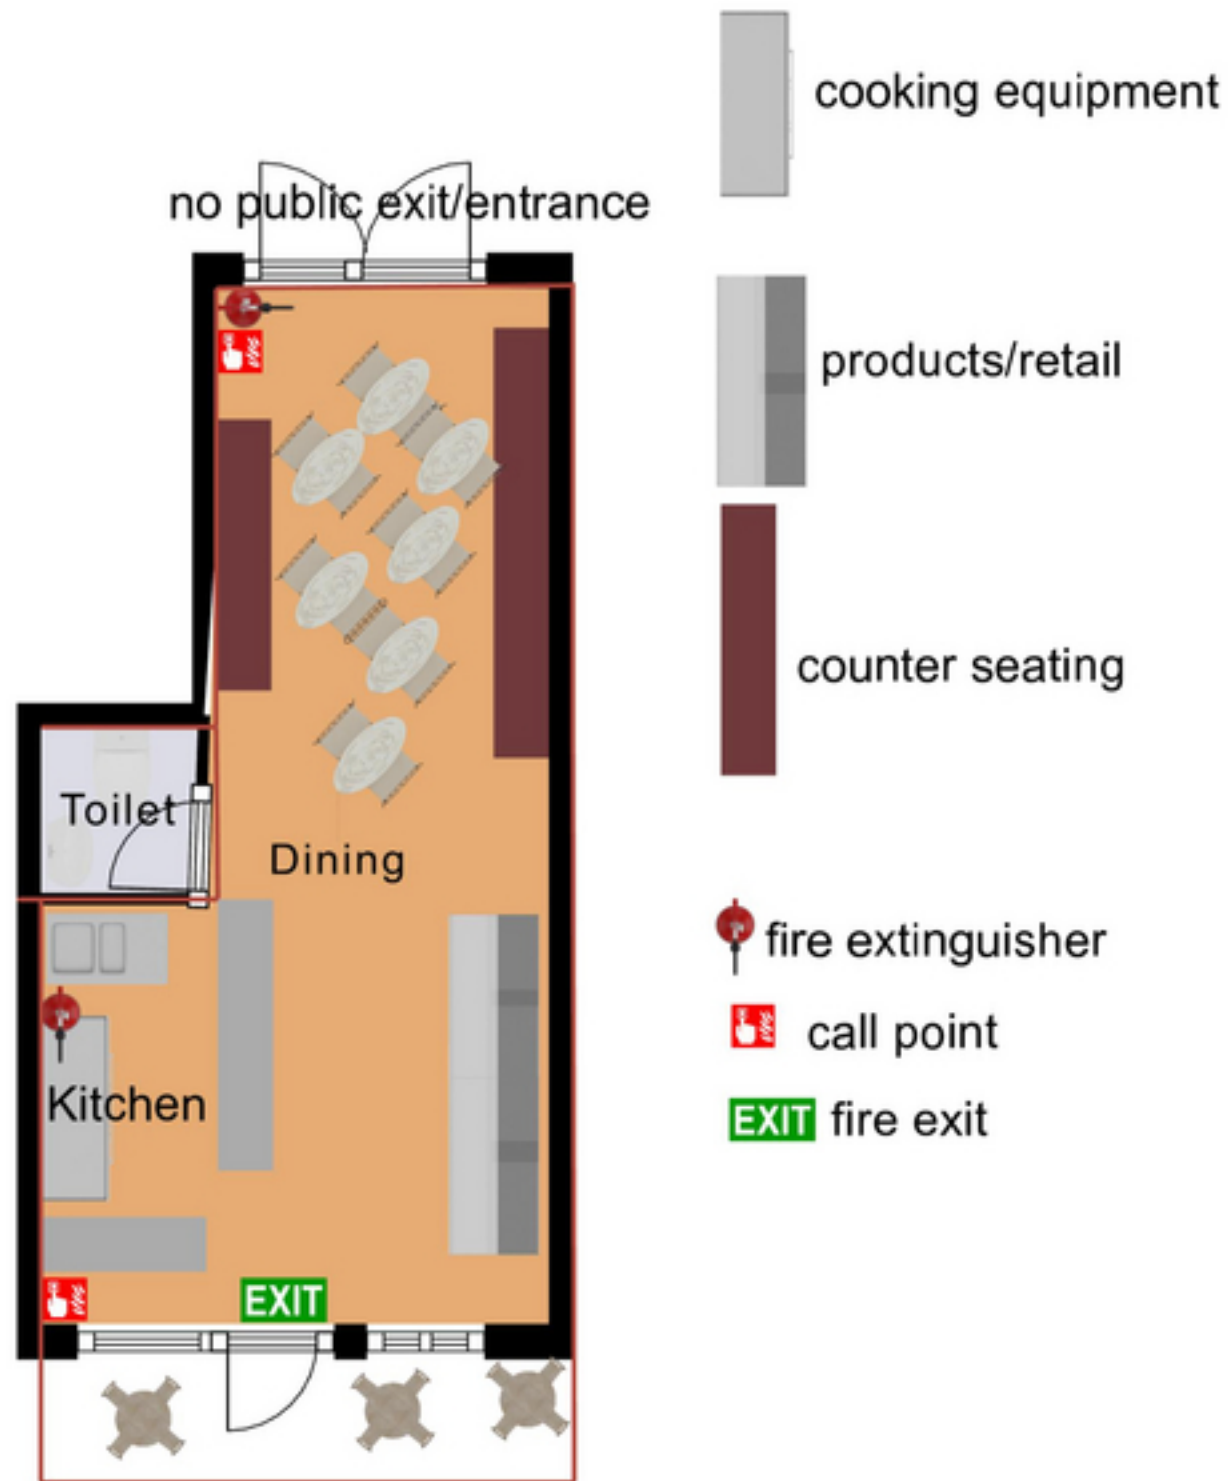 cooking equipment
no public exit/entrance
products/retail
counter seating
Toilet
Dining
fire extinguisher
call point
Kitchen
EXIT fire exit
EXIT